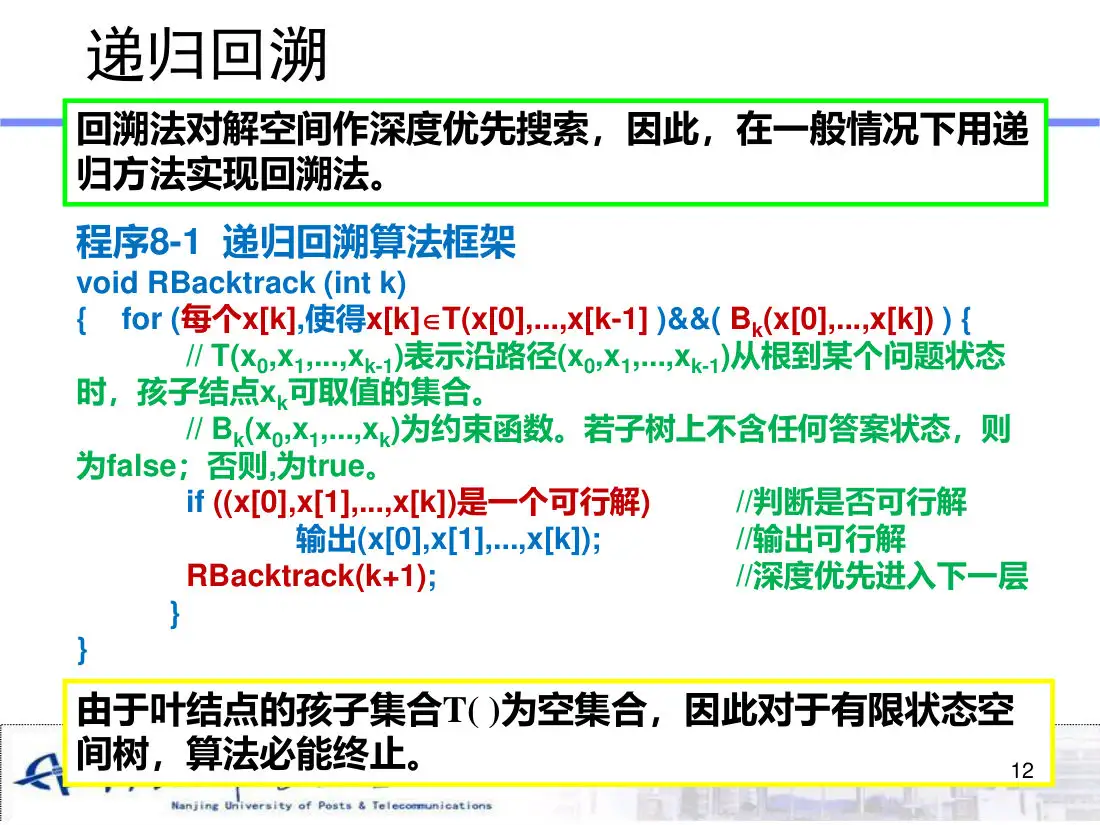 递归回溯
回溯法对解空间作深度优先搜索，因此，在一般情况下用递
归方法实现回溯法。
程序8-1 递归回溯算法框架
void RBacktrack (int k)
{ for (每个x[k],使得x[k]∈T(x[0],...,x[k-1] )&&( Bk(x[0],...,x[k]) ) {
// T(x0,x1,...,xk-1)表示沿路径(x0,x1,...,xk-1)从根到某个问题状态
时，孩子结点xk可取值的集合。
// Bk(x0,x1,...,xk)为约束函数。若子树上不含任何答案状态，则
为false；否则,为true。
if ((x[0],x[1],...,x[k])是一个可行解) //判断是否可行解
输出(x[0],x[1],...,x[k]); //输出可行解
RBacktrack(k+1); //深度优先进入下一层
}
}
由于叶结点的孩子集合T( )为空集合，因此对于有限状态空
间树，算法必能终止。
12
Nanjing University of Posts & Telecommunications